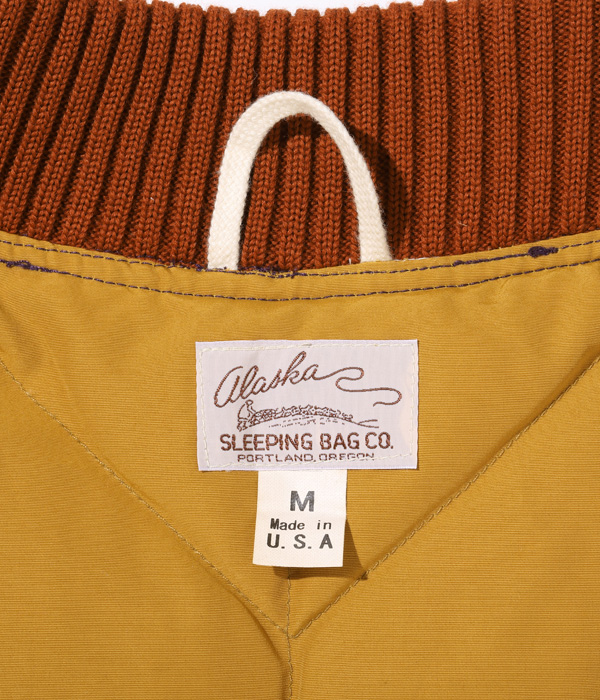 Alaska
SLEEPING BAG CO.
PORTLAND, OREGON
M
Made in
U.S.A